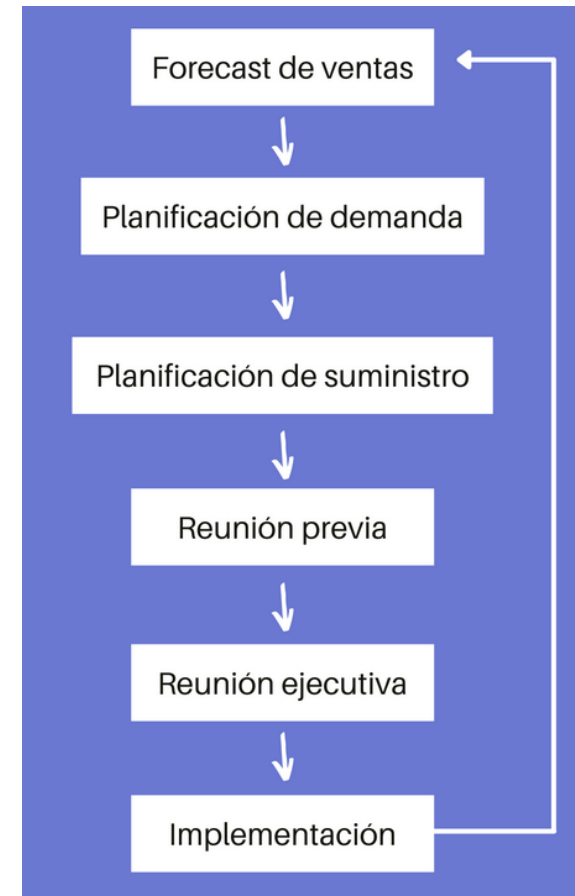 Forecast de ventas
Planificación de demanda
Planificación de suministro
Reunión previa
Reunión ejecutiva
Implementación